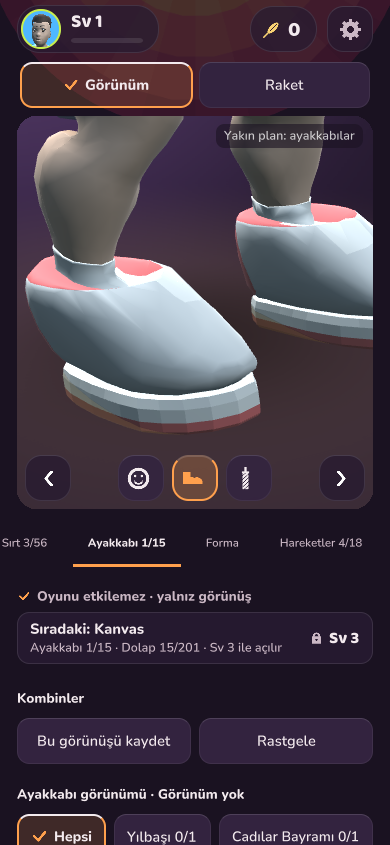 Sv 1
0
Görünüm
Raket
Yakın plan: ayakkabılar
Sırt 3/56
Ayakkabı 1/15
Forma
Hareketler 4/18
Oyunu etkilemez · yalnız görünüş
Sıradaki: Kanvas
Ayakkabı 1/15 · Dolap 15/201 · Sv 3 ile açılır
Sv 3
Kombinler
Bu görünüşü kaydet
Rastgele
Ayakkabı görünümü · Görünüm yok
Hepsi
Yılbaşı 0/1
Cadılar Bayramı 0/1